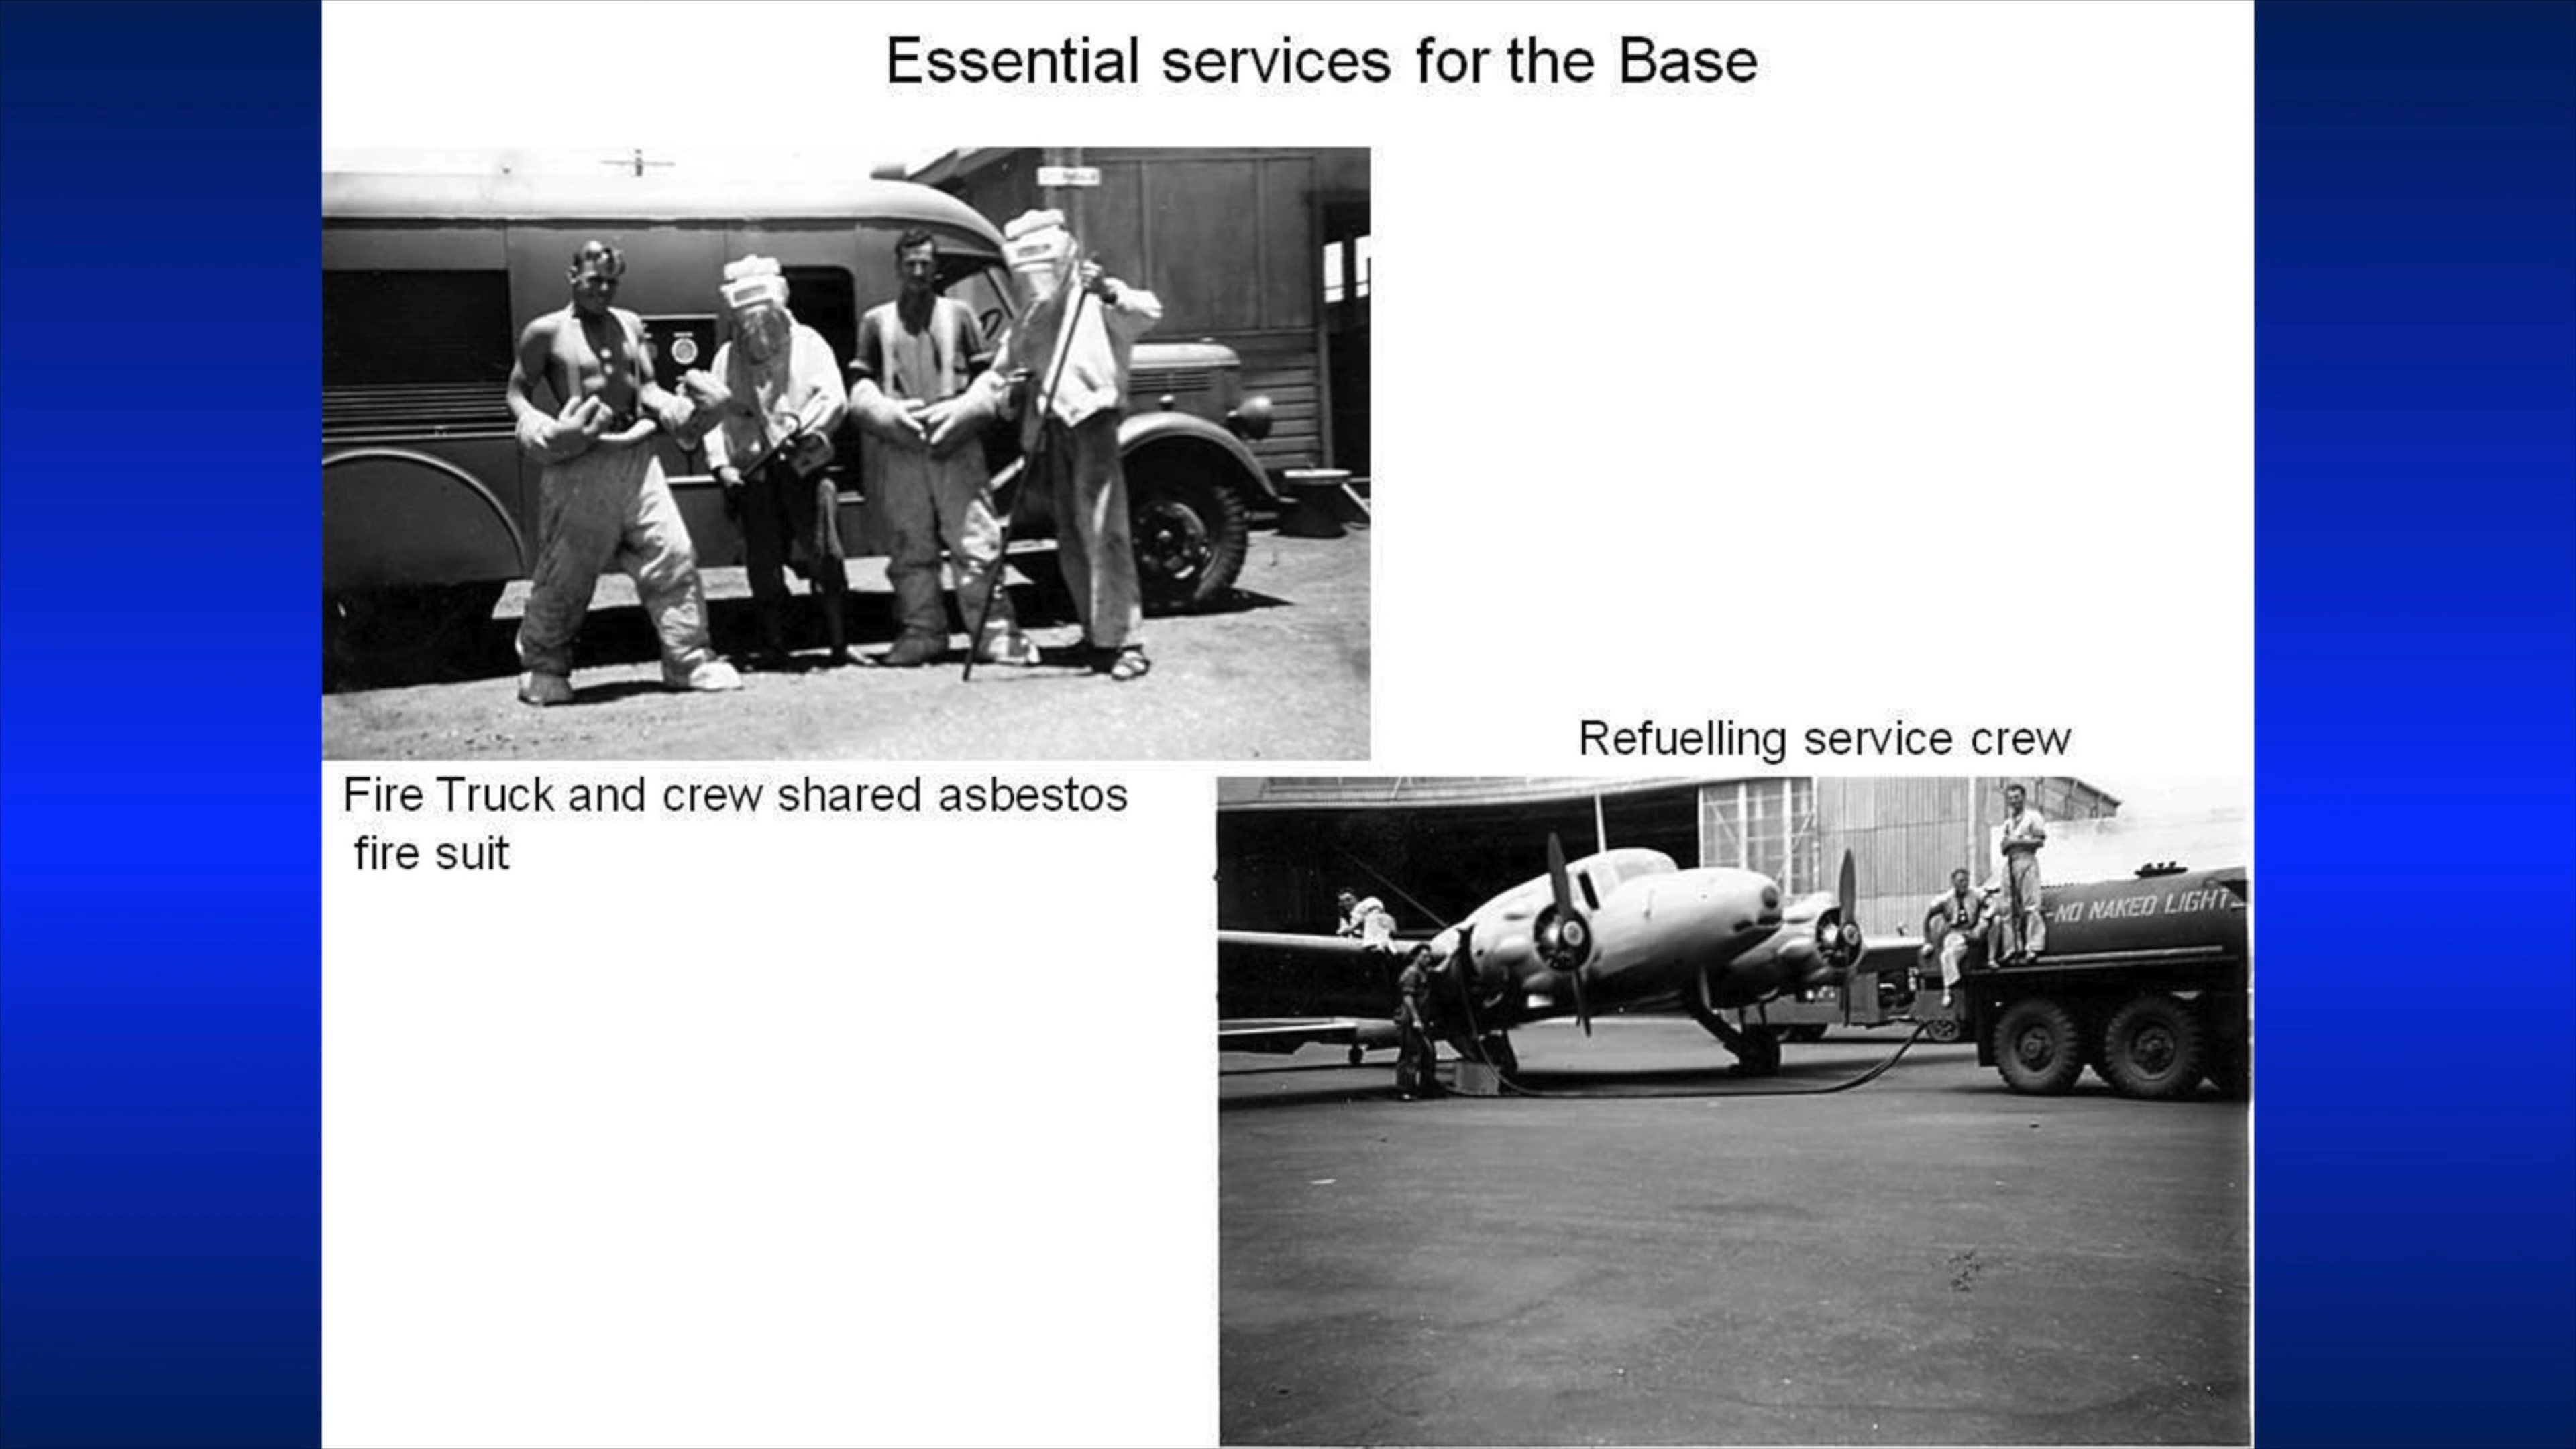 Essential services for the Base
Refuelling service crew
Fire Truck and crew shared asbestos
fire suit
-NO NAKED LIGHT